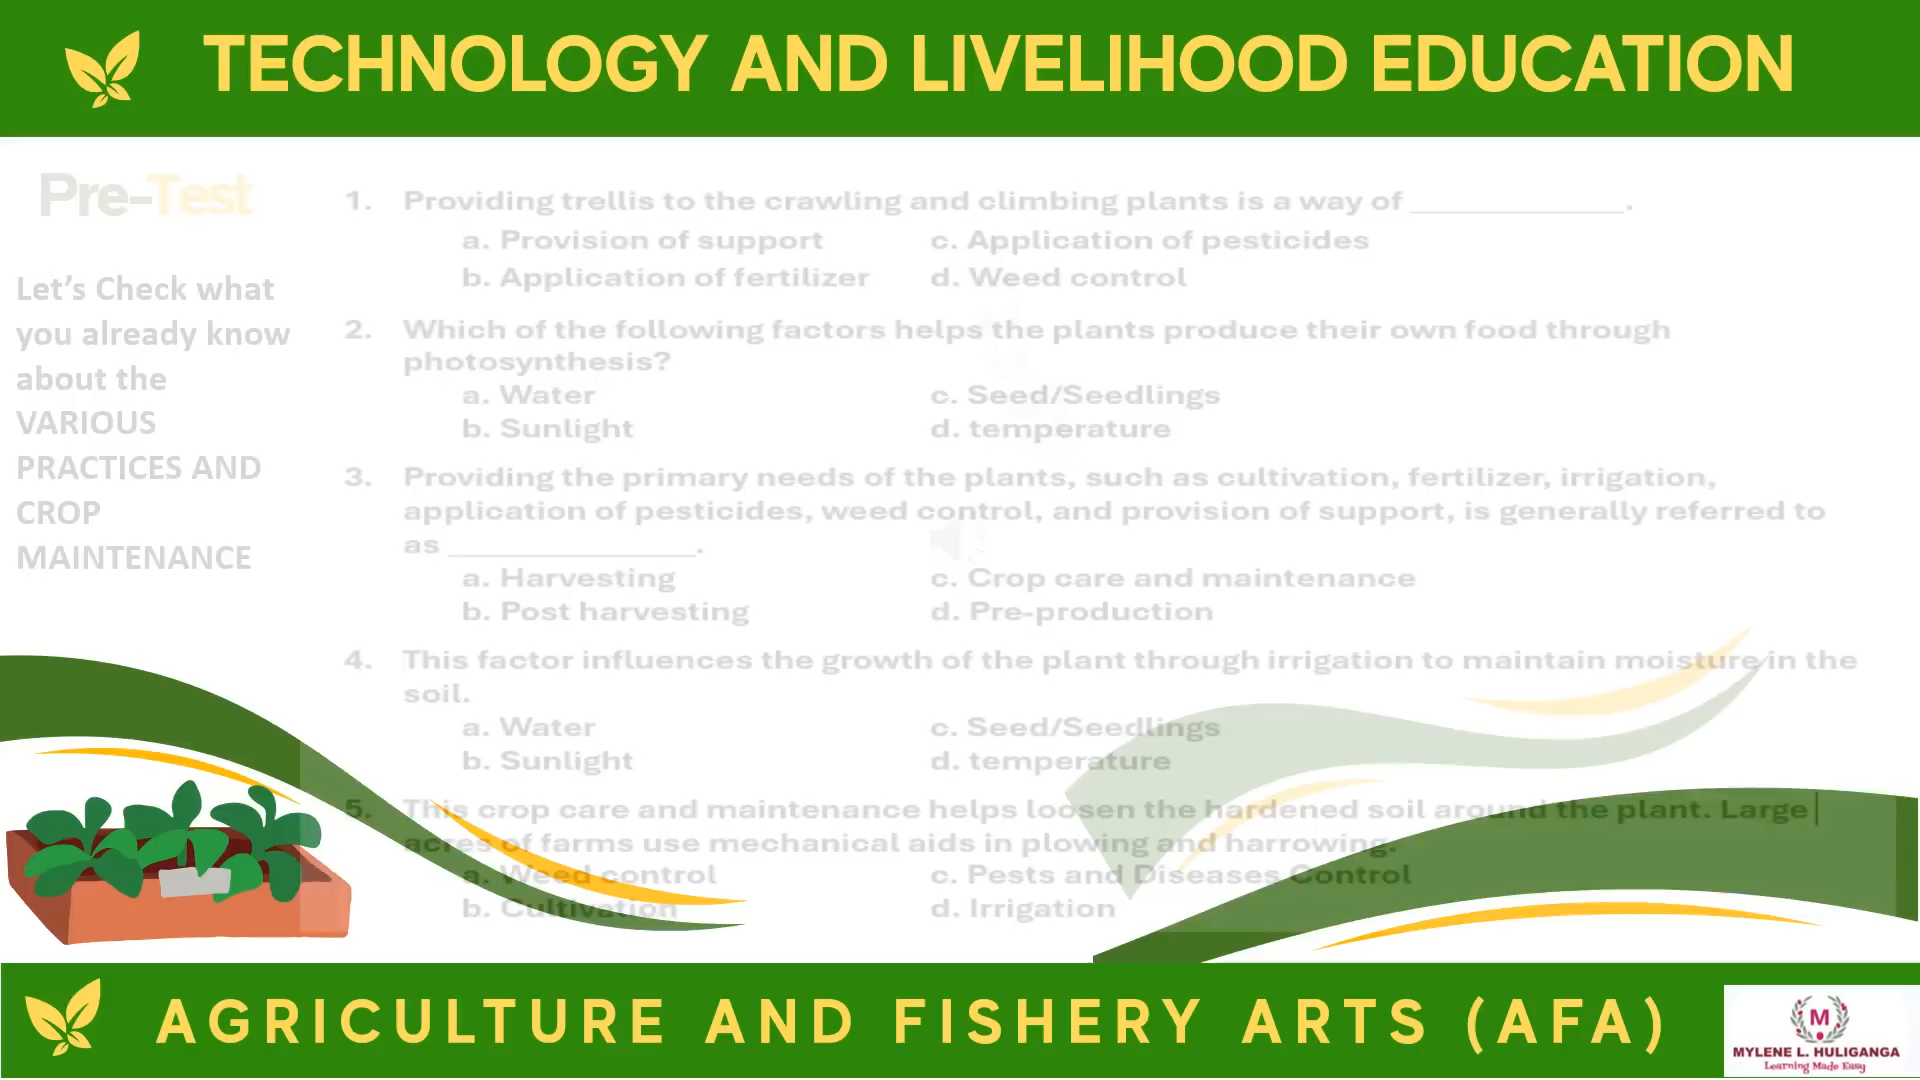 TECHNOLOGY AND LIVELIHOOD EDUCATION
Pre-Test
Let's Check what
you already know
about the
VARIOUS
PRACTICES AND
CROP
MAINTENANCE
1. Providing trellis to the crawling and climbing plants is a way of ______________.
a. Provision of support c. Application of pesticides
b. Application of fertilizer d. Weed control
2. Which of the following factors helps the plants produce their own food through
photosynthesis?
a. Water c. Seed/Seedlings
b. Sunlight d. temperature
3. Providing the primary needs of the plants, such as cultivation, fertilizer, irrigation,
application of pesticides, weed control, and provision of support, is generally referred to
as ________________.
a. Harvesting c. Crop care and maintenance
b. Post harvesting d. Pre-production
4. This factor influences the growth of the plant through irrigation to maintain moisture in the
soil.
a. Water c. Seed/Seedlings
b. Sunlight d. temperature
5. This crop care and maintenance helps loosen the hardened soil around the plant. Large
acres of farms use mechanical aids in plowing and harrowing.
a. Weed control c. Pests and Diseases Control
b. Cultivation d. Irrigation
AGRICULTURE AND FISHERY ARTS (AFA)
M
MYLENE L. HULIGANGA
Learning Made Easy